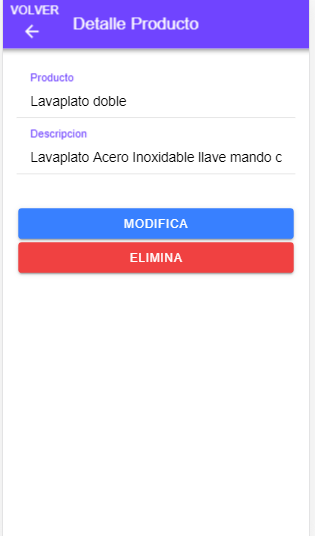 VOLVER
Detalle Producto
Producto
Lavaplato doble
Descripcion
Lavaplato Acero Inoxidable llave mando c
MODIFICA
ELIMINA